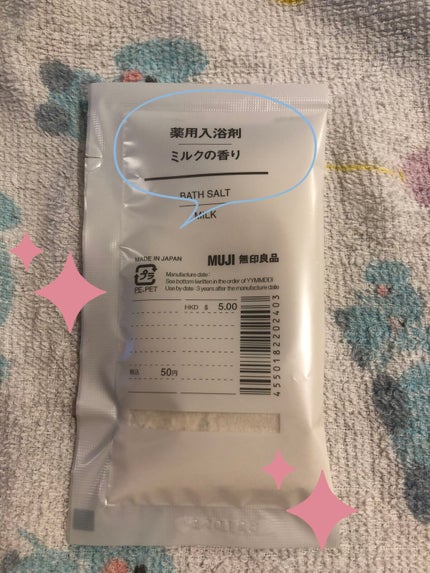 薬用入浴剤
ミルクの香り
BATH SALT
MILK
MADE IN JAPAN
MUJI 無印良品
プラ
PE.PET
Manufacture date:
See bottom (written in the order of YYMMDD)
Use by date: 3 years after the manufacture date
HKD $ 5.00
税込 50円
4550182202403